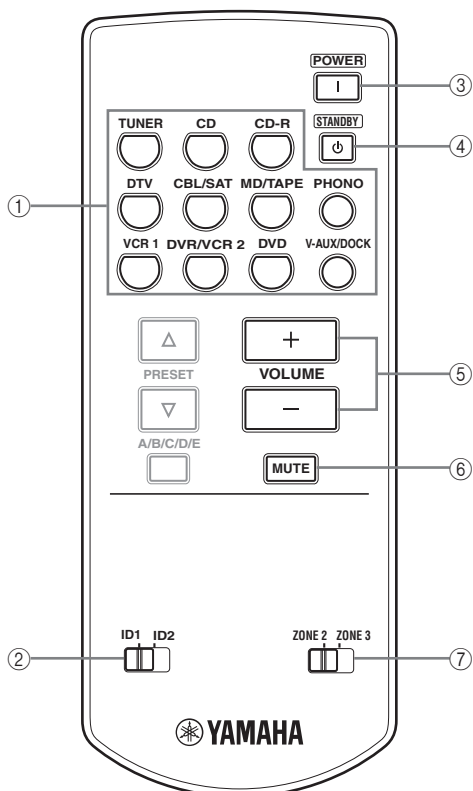 POWER
③
TUNER CD CD-R STANDBY
④
DTV CBL/SAT MD/TAPE PHONO
①
VCR 1 DVR/VCR 2 DVD V-AUX/DOCK
+
PRESET VOLUME
⑤
–
A/B/C/D/E
MUTE
⑥
ID1 ID2 ZONE 2 ZONE 3
② ⑦
YAMAHA